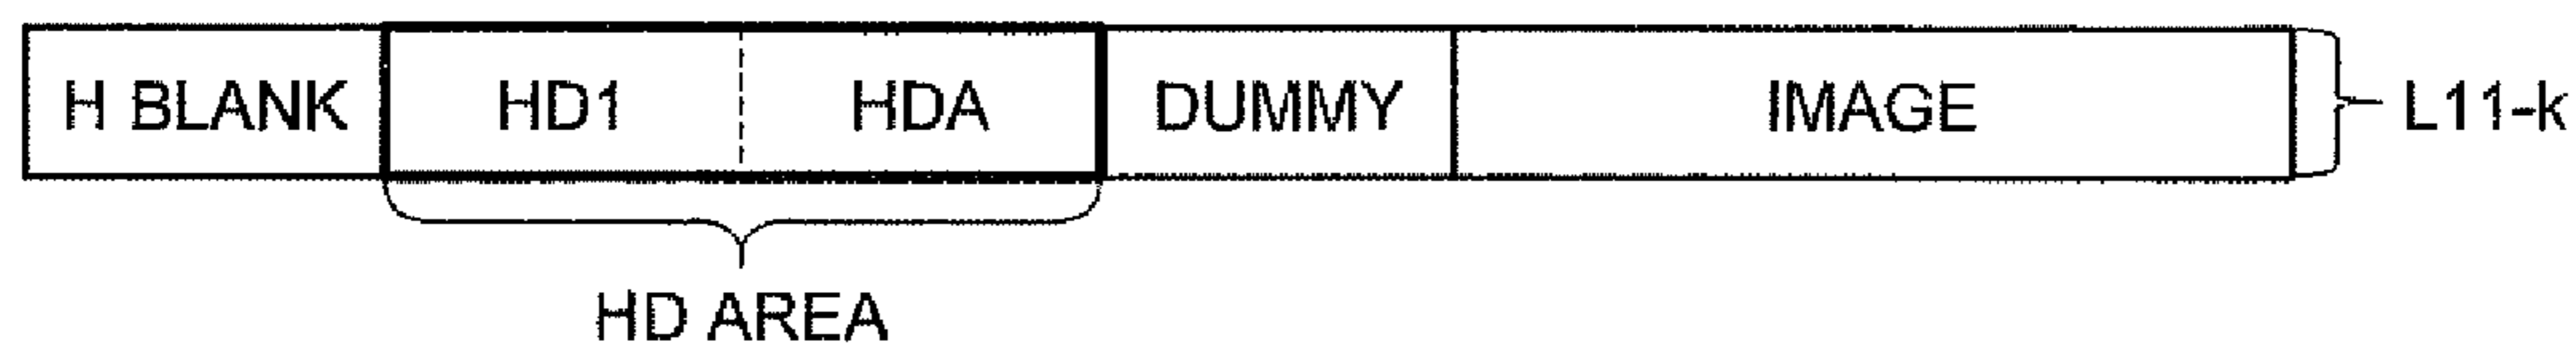 H BLANK HD1 HDA DUMMY IMAGE L11-k
HD AREA